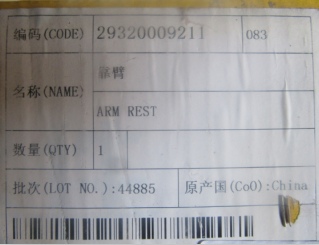 编码(CODE) 29320009211 083
靠臂
名称(NAME)
ARM REST
数量(QTY) 1
批次(LOT NO.):44885 原产国(CoO):China